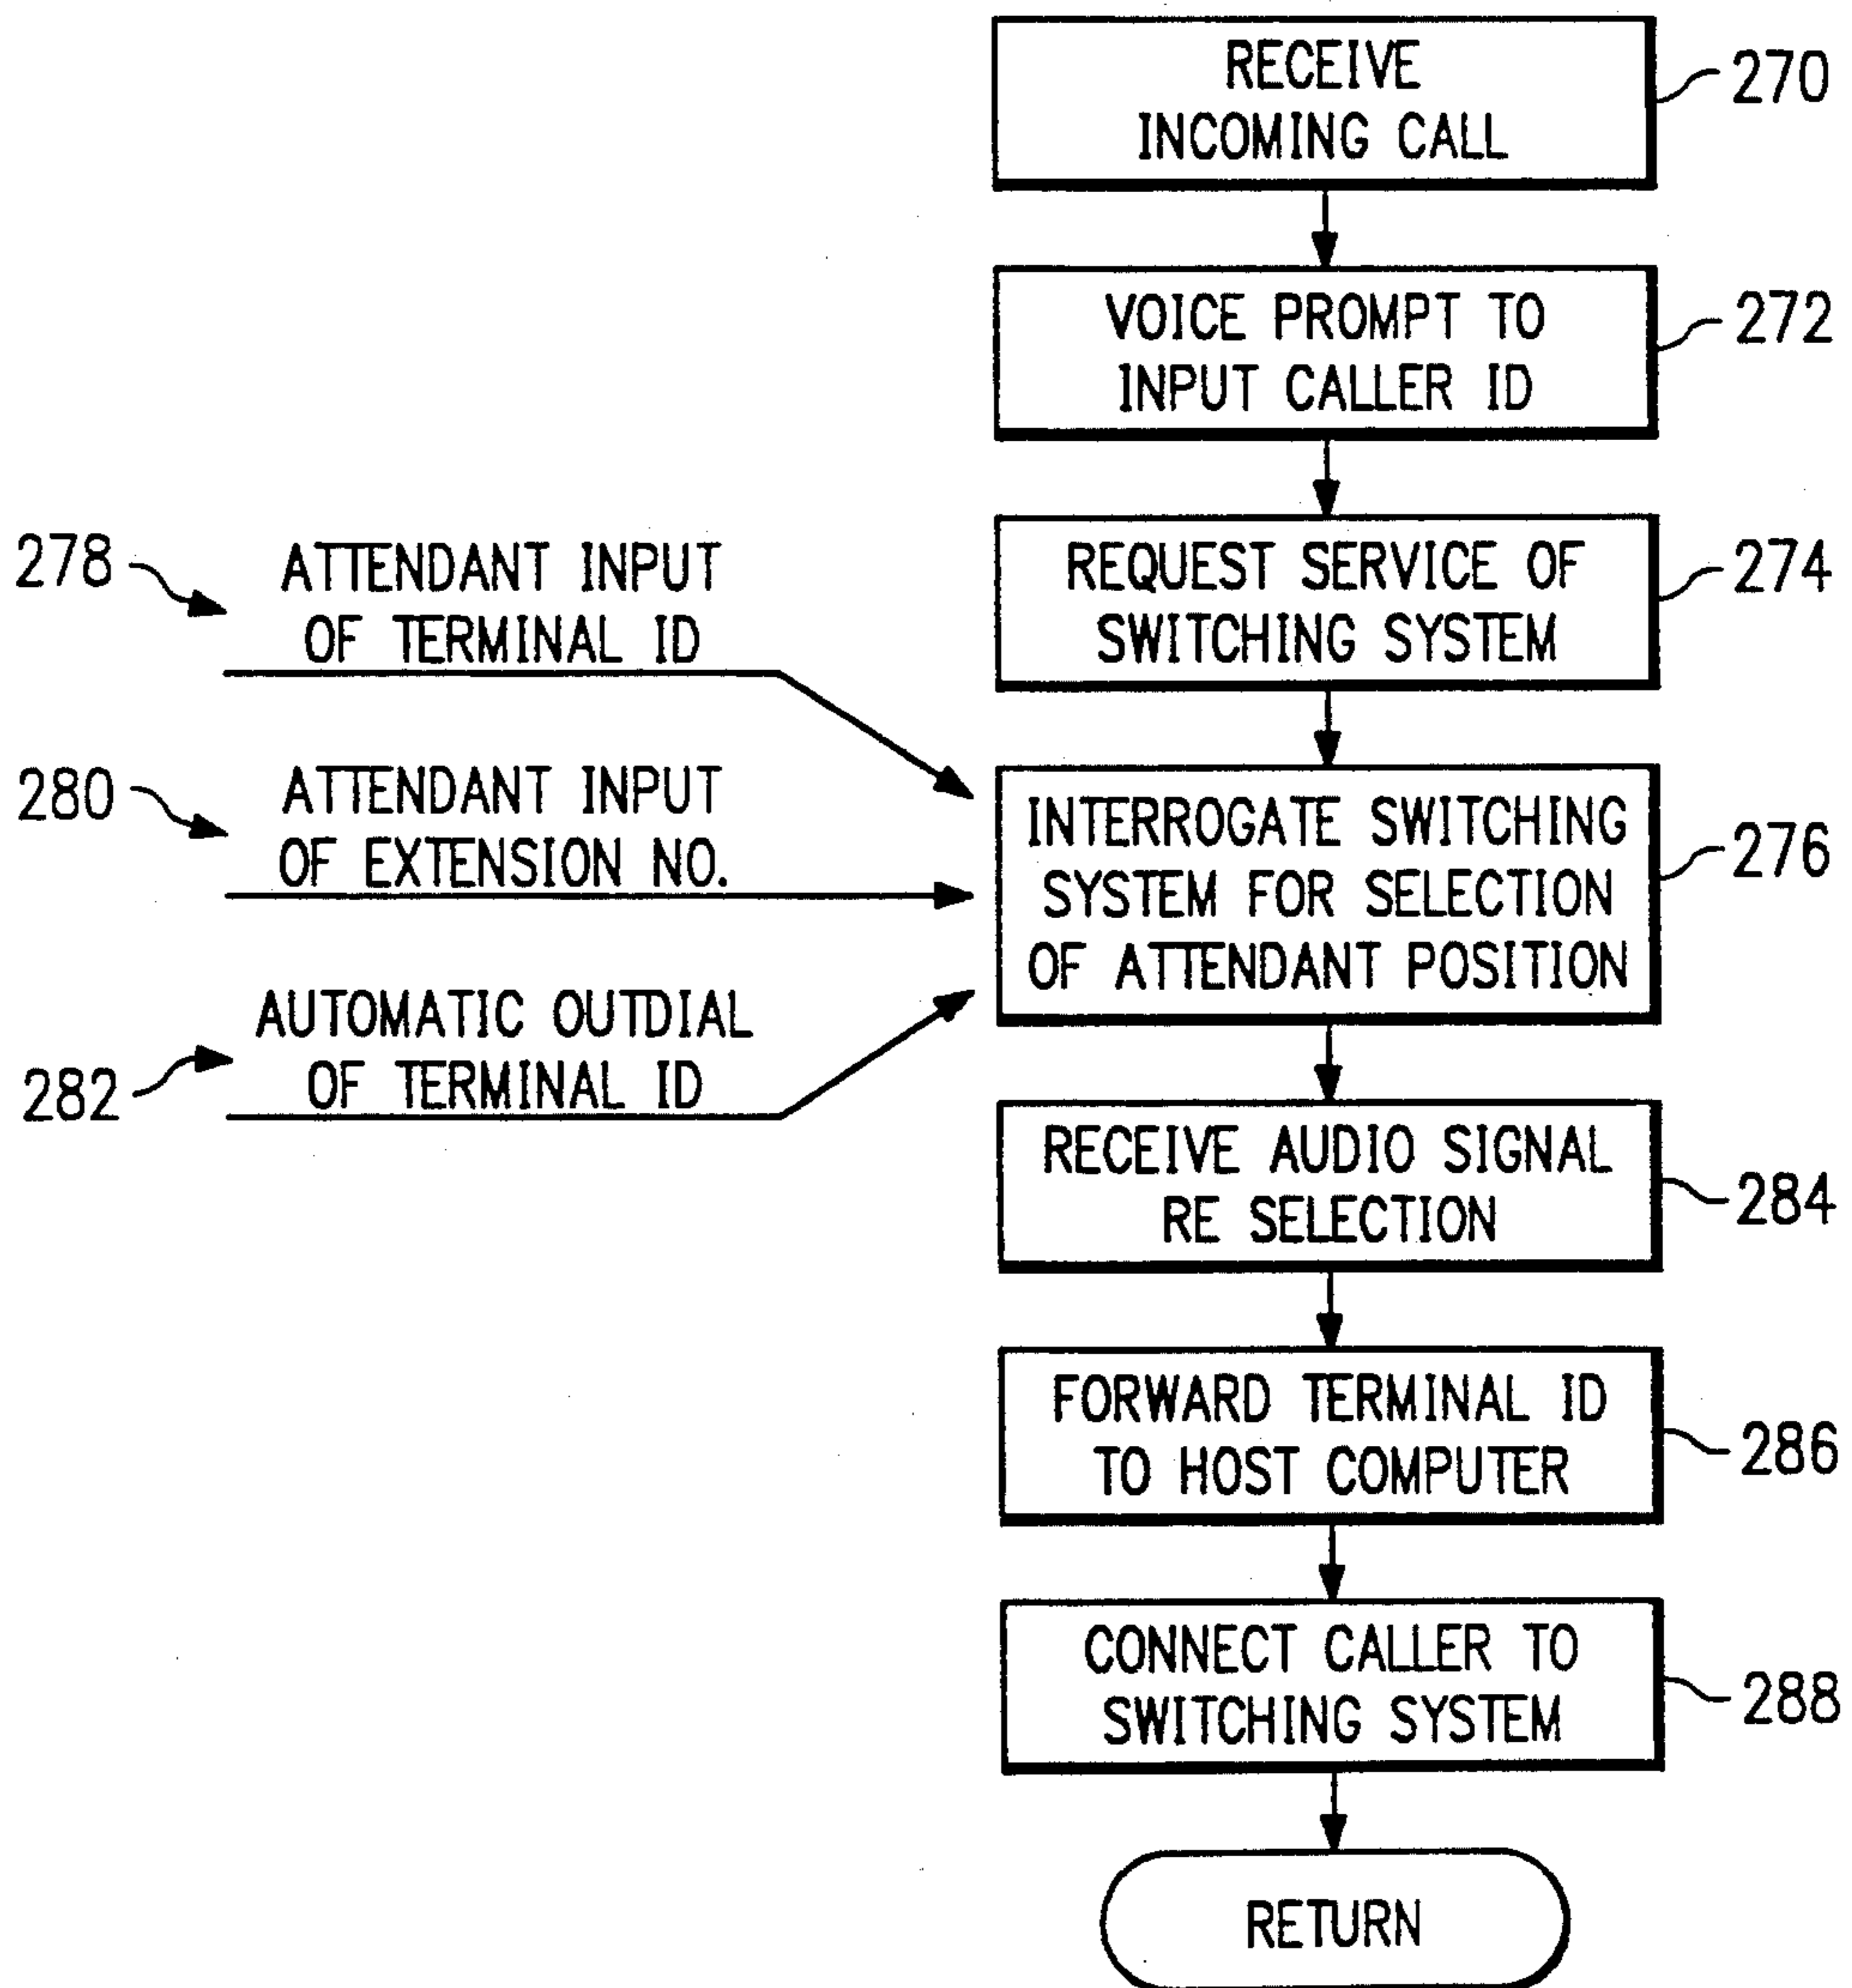 RECEIVE
INCOMING CALL
270
VOICE PROMPT TO
INPUT CALLER ID
272
REQUEST SERVICE OF
SWITCHING SYSTEM
274
278
ATTENDANT INPUT
OF TERMINAL ID
280
ATTENDANT INPUT
OF EXTENSION NO.
282
AUTOMATIC OUTDIAL
OF TERMINAL ID
INTERROGATE SWITCHING
SYSTEM FOR SELECTION
OF ATTENDANT POSITION
276
RECEIVE AUDIO SIGNAL
RE SELECTION
284
FORWARD TERMINAL ID
TO HOST COMPUTER
286
CONNECT CALLER TO
SWITCHING SYSTEM
288
RETURN